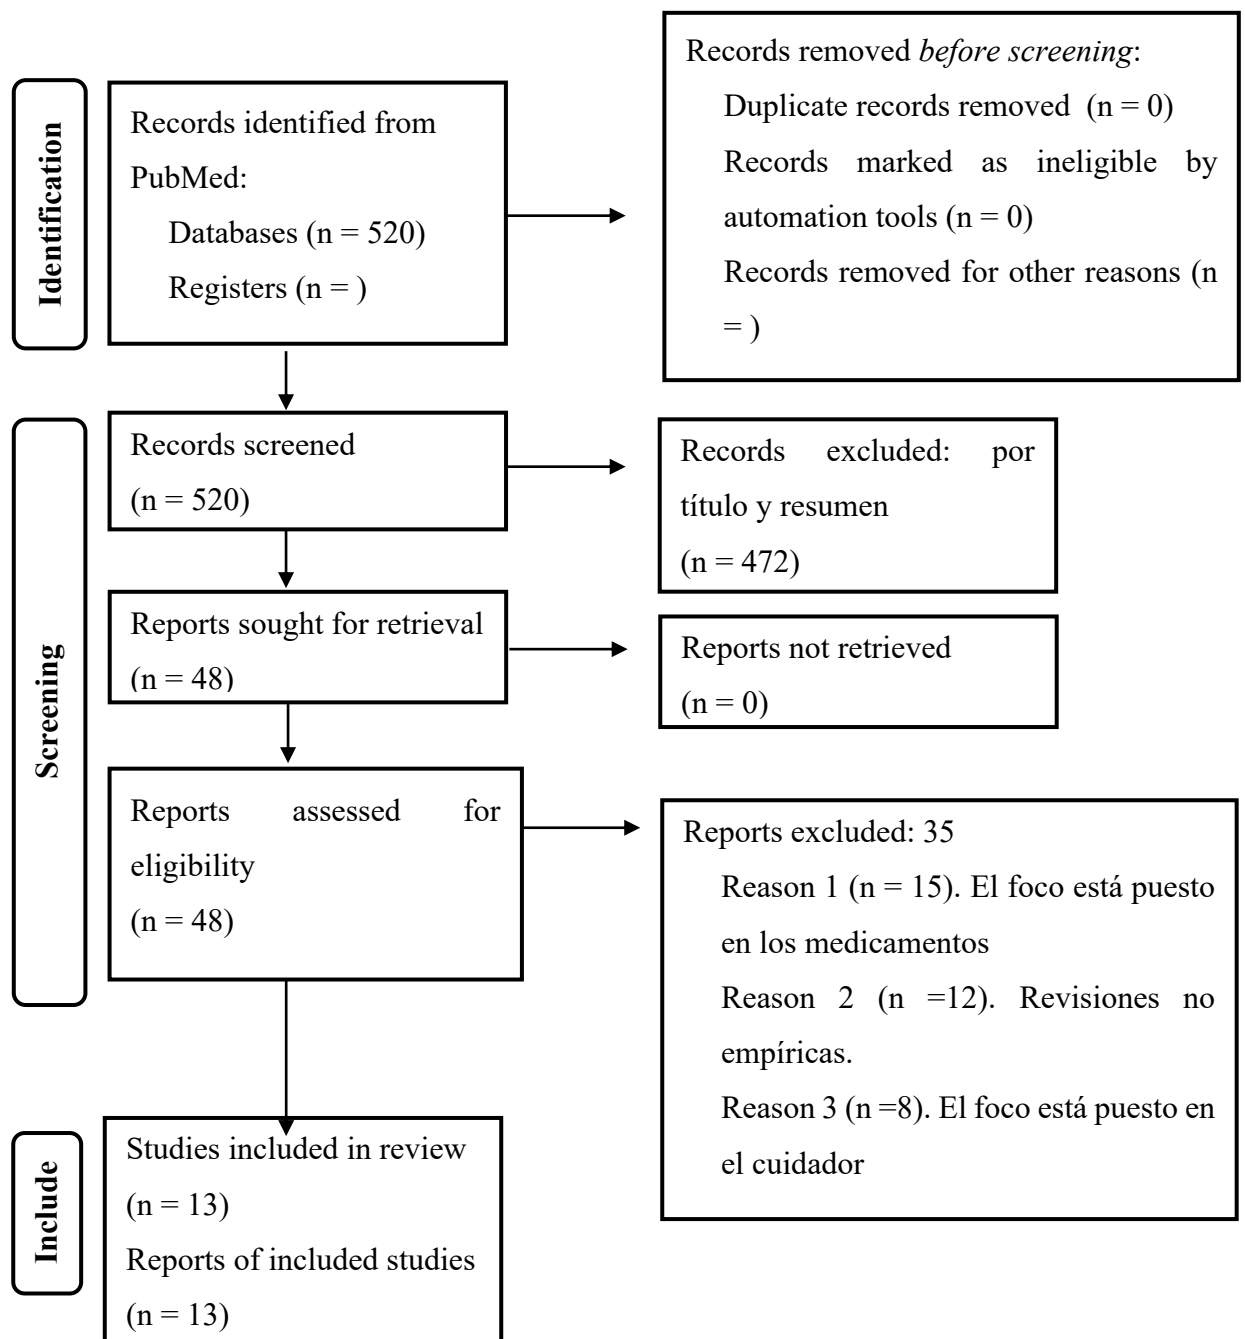 Identification
Records identified from
PubMed:
Databases (n = 520)
Registers (n = )
Records removed before screening:
Duplicate records removed (n = 0)
Records marked as ineligible by
automation tools (n = 0)
Records removed for other reasons (n
= )
Screening
Records screened
(n = 520)
Records excluded: por
título y resumen
(n = 472)
Reports sought for retrieval
(n = 48)
Reports not retrieved
(n = 0)
Reports assessed for
eligibility
(n = 48)
Reports excluded: 35
Reason 1 (n = 15). El foco está puesto
en los medicamentos
Reason 2 (n =12). Revisiones no
empíricas.
Reason 3 (n =8). El foco está puesto en
el cuidador
Include
Studies included in review
(n = 13)
Reports of included studies
(n = 13)